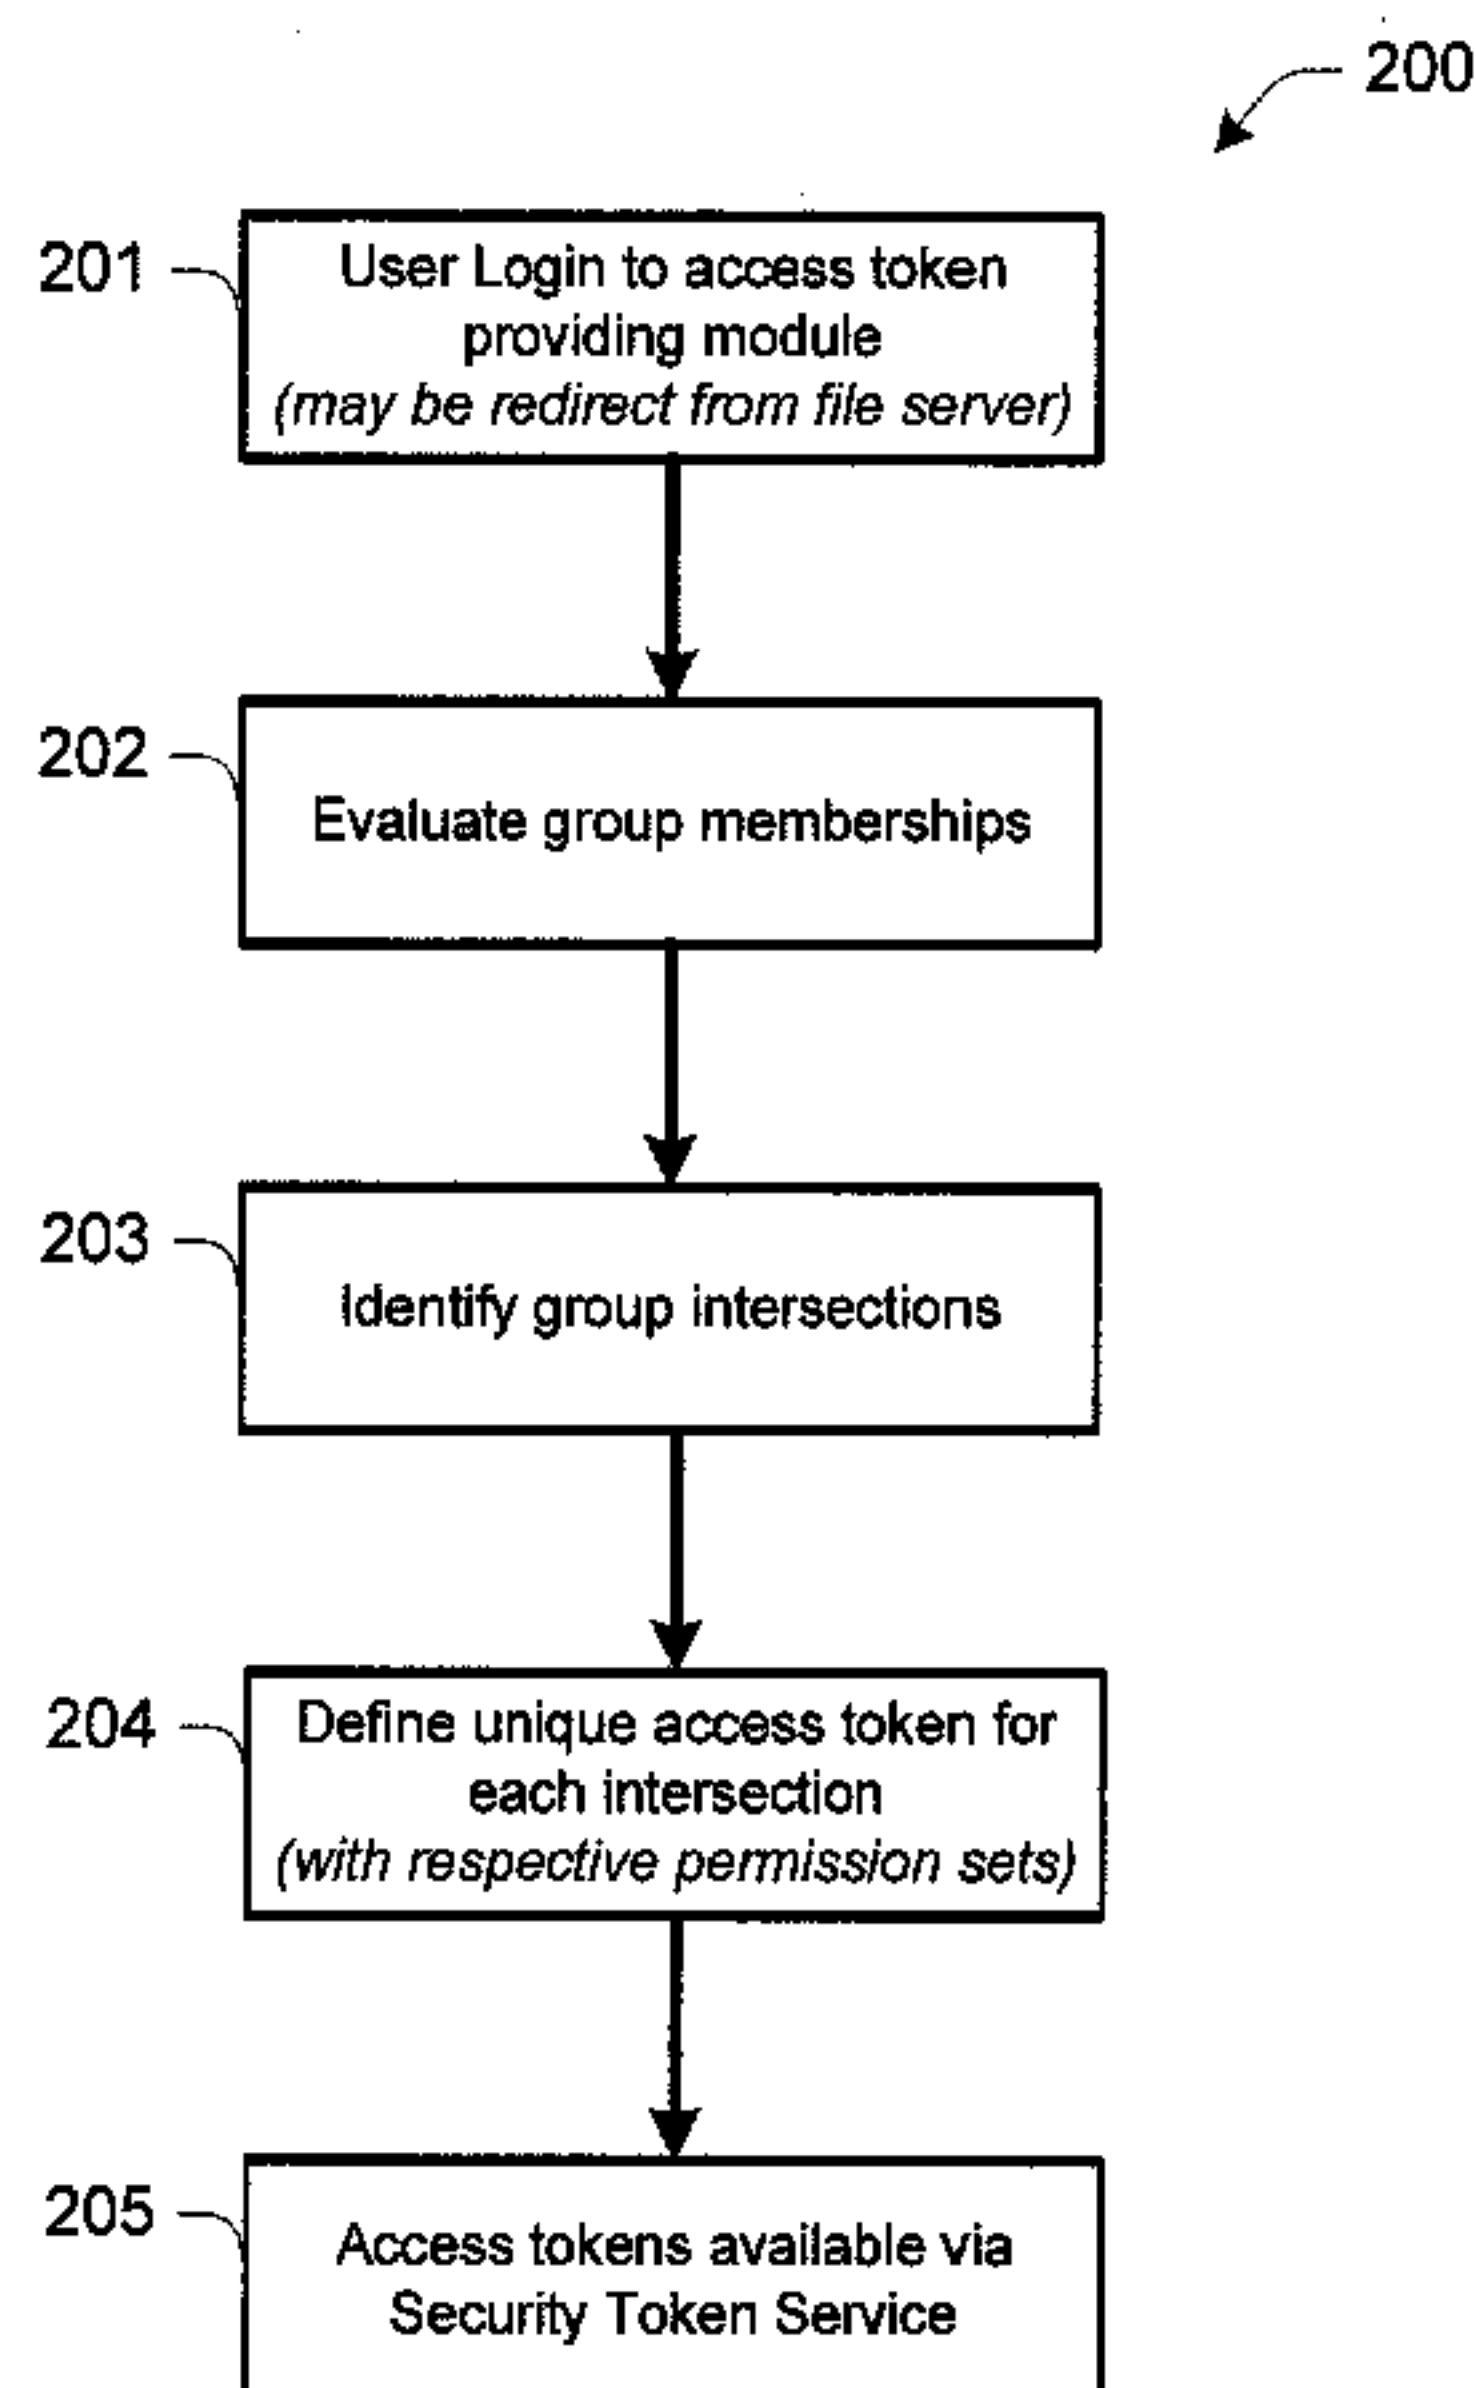 200
201
User Login to access token
providing module
(may be redirect from file server)
202
Evaluate group memberships
203
Identify group intersections
204
Define unique access token for
each intersection
(with respective permission sets)
205
Access tokens available via
Security Token Service